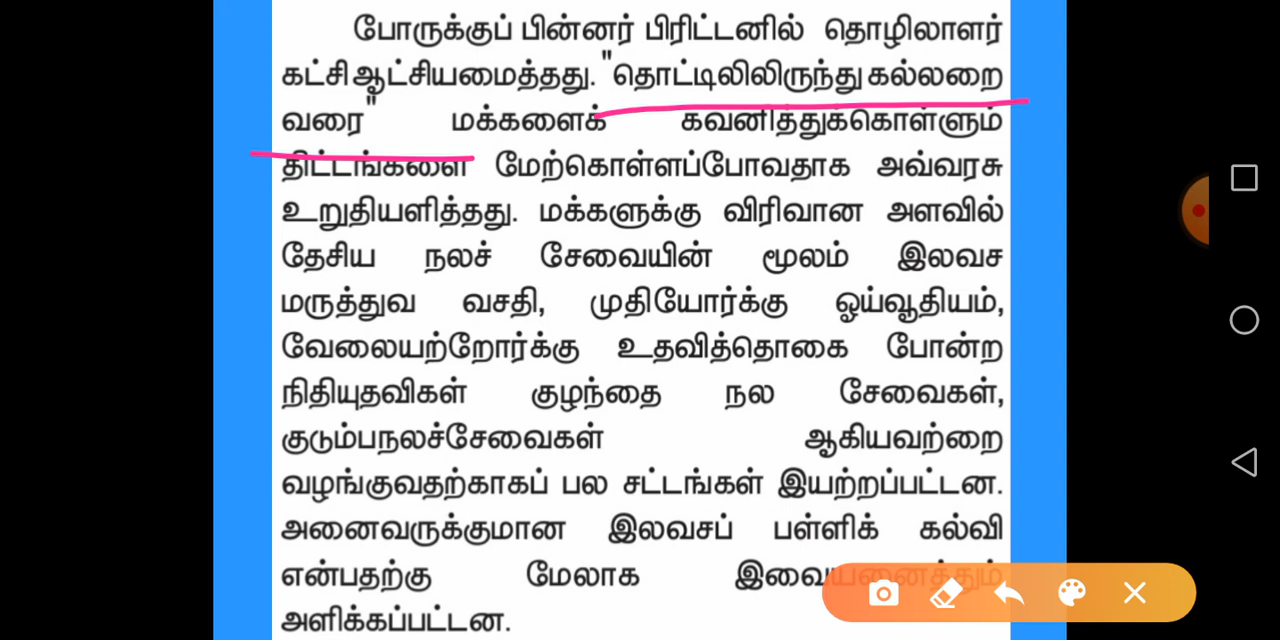 போருக்குப் பின்னர் பிரிட்டனில் தொழிலாளர்
கட்சி ஆட்சியமைத்தது. "தொட்டிலிலிருந்து கல்லறை
வரை" மக்களைக் கவனித்துக்கொள்ளும்
திட்டங்களை மேற்கொள்ளப்போவதாக அவ்வரசு
உறுதியளித்தது. மக்களுக்கு விரிவான அளவில்
தேசிய நலச் சேவையின் மூலம் இலவச
மருத்துவ வசதி, முதியோர்க்கு ஓய்வூதியம்,
வேலையற்றோர்க்கு உதவித்தொகை போன்ற
நிதியுதவிகள் குழந்தை நல சேவைகள்,
குடும்பநலச்சேவைகள் ஆகியவற்றை
வழங்குவதற்காகப் பல சட்டங்கள் இயற்றப்பட்டன.
அனைவருக்குமான இலவசப் பள்ளிக் கல்வி
என்பதற்கு மேலாக இவையனைத்தும்
அளிக்கப்பட்டன.